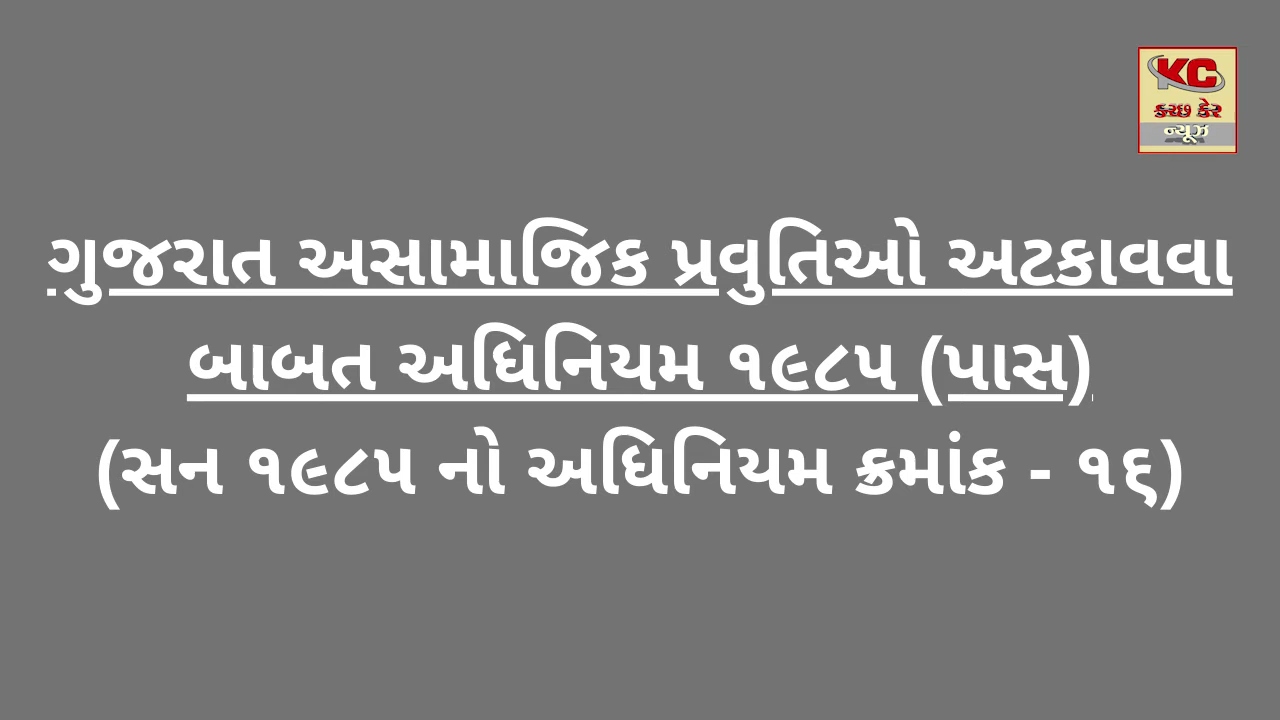 KC
કચ્છ કેર
ન્યૂઝ
ગુજરાત અસામાજિક પ્રવુતિઓ અટકાવવા
બાબત અધિનિયમ ૧૯૮૫ (પાસ)
(સન ૧૯૮૫ નો અધિનિયમ ક્રમાંક - ૧૬)